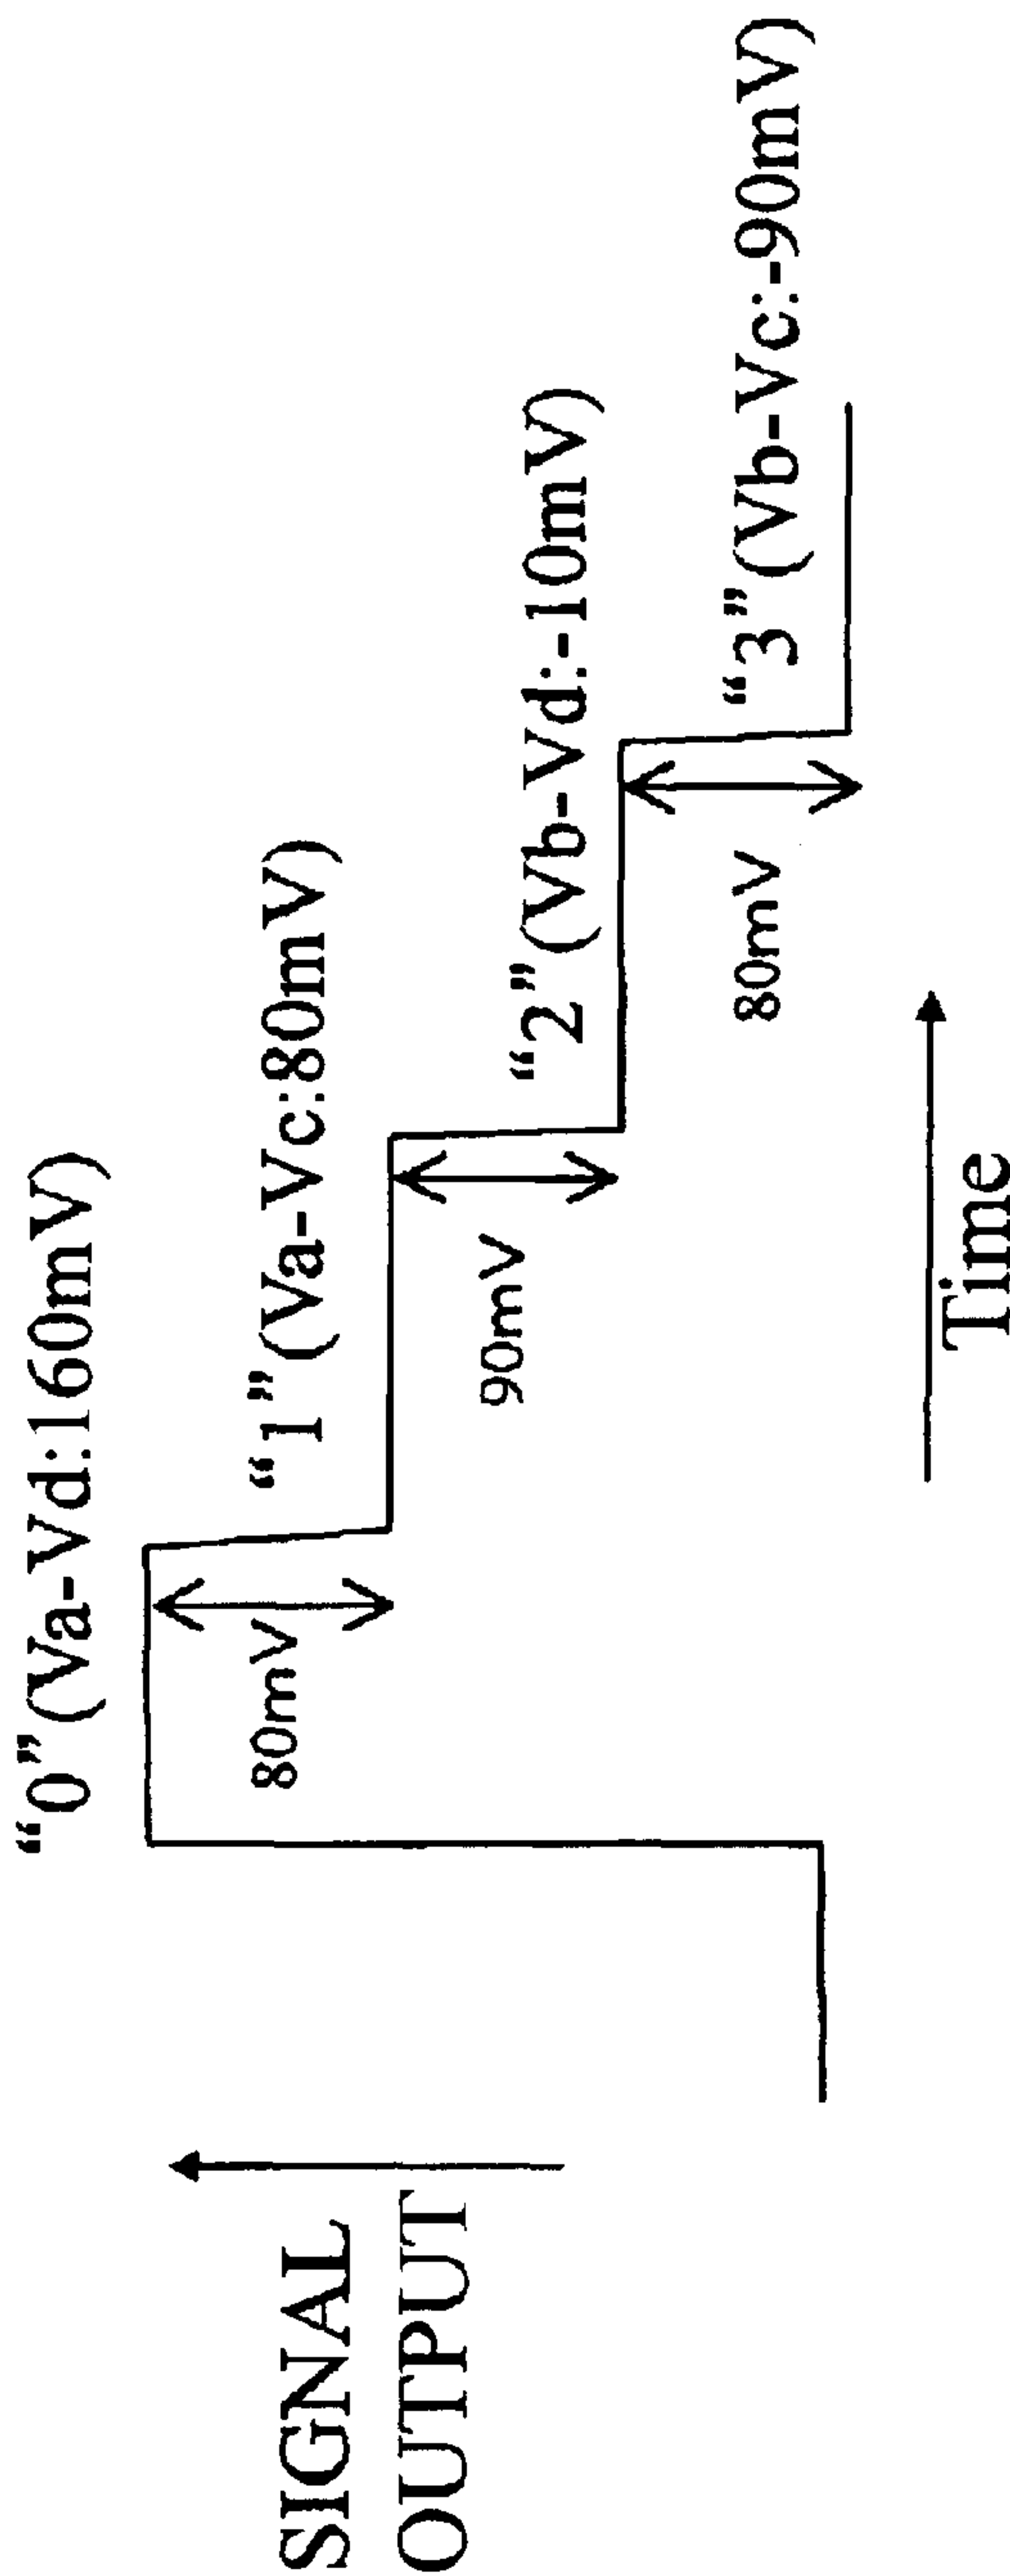 “0”(Va-Vd:160mV)
“1”(Va-Vc:80mV)
“2”(Vb-Vd:-10mV)
“3”(Vb-Vc:-90mV)
80mV
90mV
80mV
SIGNAL
OUTPUT
Time